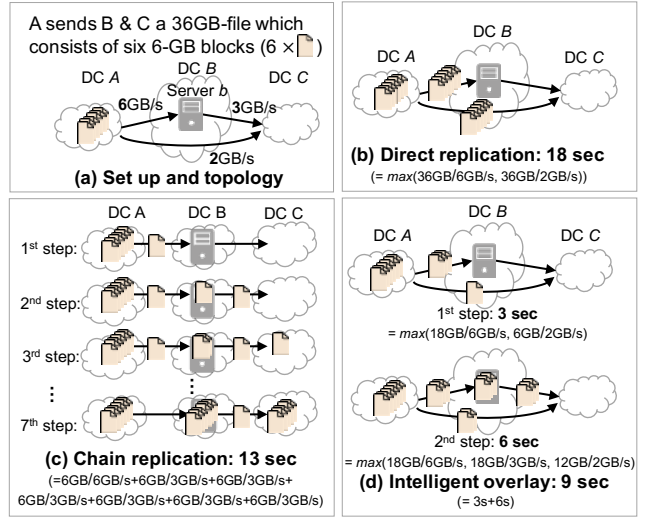 A sends B & C a 36GB-file which
consists of six 6-GB blocks (6 × )
DC A
DC B
DC C
Server b
6GB/s
3GB/s
2GB/s
(a) Set up and topology
DC A
DC B
DC C
(b) Direct replication: 18 sec
(= max(36GB/6GB/s, 36GB/2GB/s))
DC A
DC B
DC C
1st step:
2nd step:
3rd step:
⋮
⋮
7th step:
(c) Chain replication: 13 sec
(=6GB/6GB/s+6GB/3GB/s+6GB/3GB/s+
6GB/3GB/s+6GB/3GB/s+6GB/3GB/s+6GB/3GB/s)
DC A
DC B
DC C
1st step: 3 sec
= max(18GB/6GB/s, 6GB/2GB/s)
2nd step: 6 sec
= max(18GB/6GB/s, 18GB/3GB/s, 12GB/2GB/s)
(d) Intelligent overlay: 9 sec
(= 3s+6s)